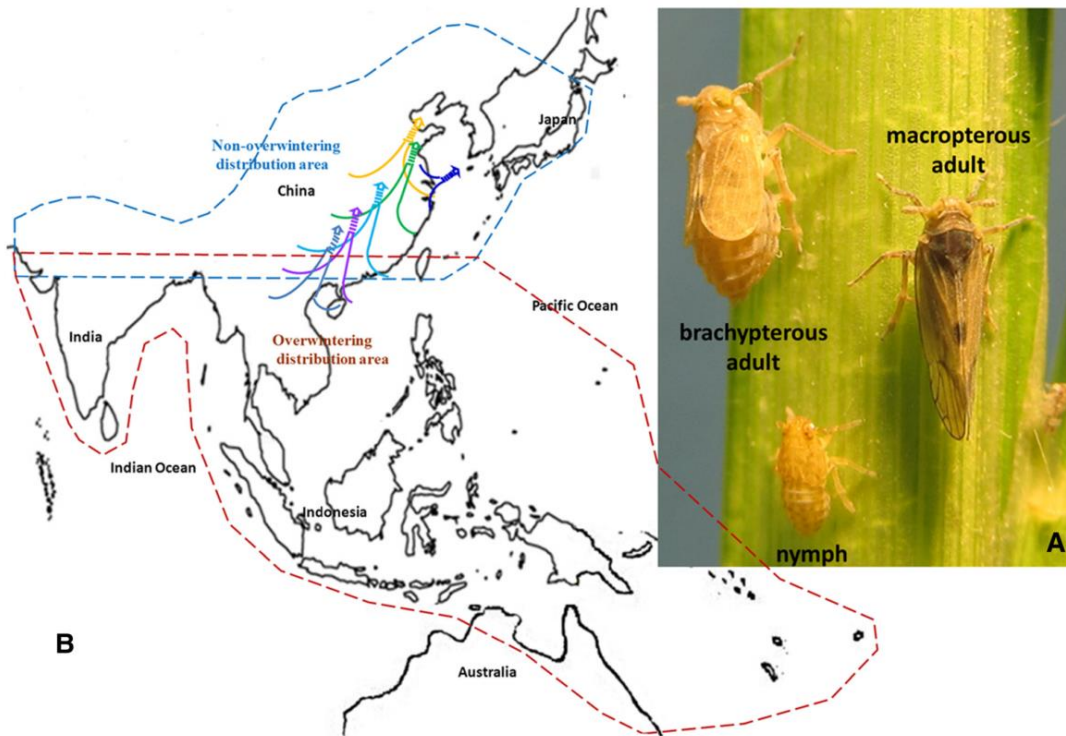 Japan
Non-overwintering
distribution area
China
Pacific Ocean
India
Overwintering
distribution area
Indian Ocean
Indonesia
Australia
B
macropterous
adult
brachypterous
adult
nymph
A